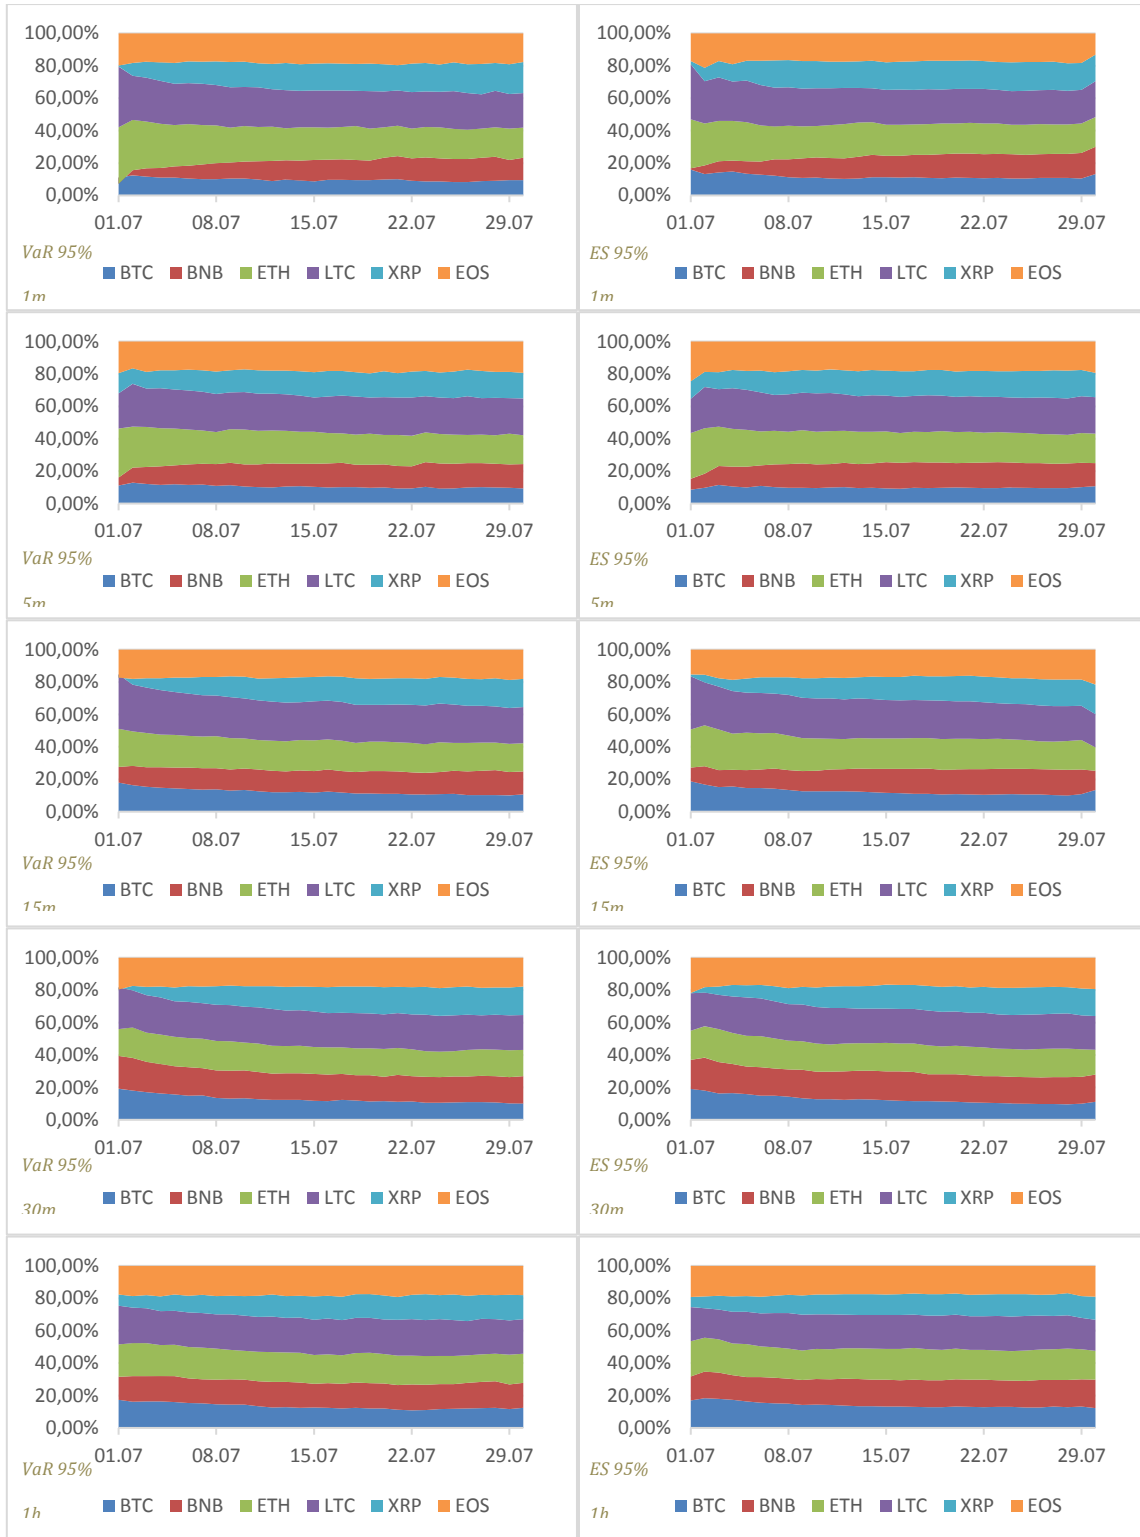 100,00%
80,00%
60,00%
40,00%
20,00%
0,00%
01.07 08.07 15.07 22.07 29.07
VaR 95%
BTC BNB ETH LTC XRP EOS
1m
100,00%
80,00%
60,00%
40,00%
20,00%
0,00%
01.07 08.07 15.07 22.07 29.07
ES 95%
BTC BNB ETH LTC XRP EOS
1m
100,00%
80,00%
60,00%
40,00%
20,00%
0,00%
01.07 08.07 15.07 22.07 29.07
VaR 95%
BTC BNB ETH LTC XRP EOS
5m
100,00%
80,00%
60,00%
40,00%
20,00%
0,00%
01.07 08.07 15.07 22.07 29.07
ES 95%
BTC BNB ETH LTC XRP EOS
5m
100,00%
80,00%
60,00%
40,00%
20,00%
0,00%
01.07 08.07 15.07 22.07 29.07
VaR 95%
BTC BNB ETH LTC XRP EOS
15m
100,00%
80,00%
60,00%
40,00%
20,00%
0,00%
01.07 08.07 15.07 22.07 29.07
ES 95%
BTC BNB ETH LTC XRP EOS
15m
100,00%
80,00%
60,00%
40,00%
20,00%
0,00%
01.07 08.07 15.07 22.07 29.07
VaR 95%
BTC BNB ETH LTC XRP EOS
30m
100,00%
80,00%
60,00%
40,00%
20,00%
0,00%
01.07 08.07 15.07 22.07 29.07
ES 95%
BTC BNB ETH LTC XRP EOS
30m
100,00%
80,00%
60,00%
40,00%
20,00%
0,00%
01.07 08.07 15.07 22.07 29.07
VaR 95%
BTC BNB ETH LTC XRP EOS
1h
100,00%
80,00%
60,00%
40,00%
20,00%
0,00%
01.07 08.07 15.07 22.07 29.07
ES 95%
BTC BNB ETH LTC XRP EOS
1h